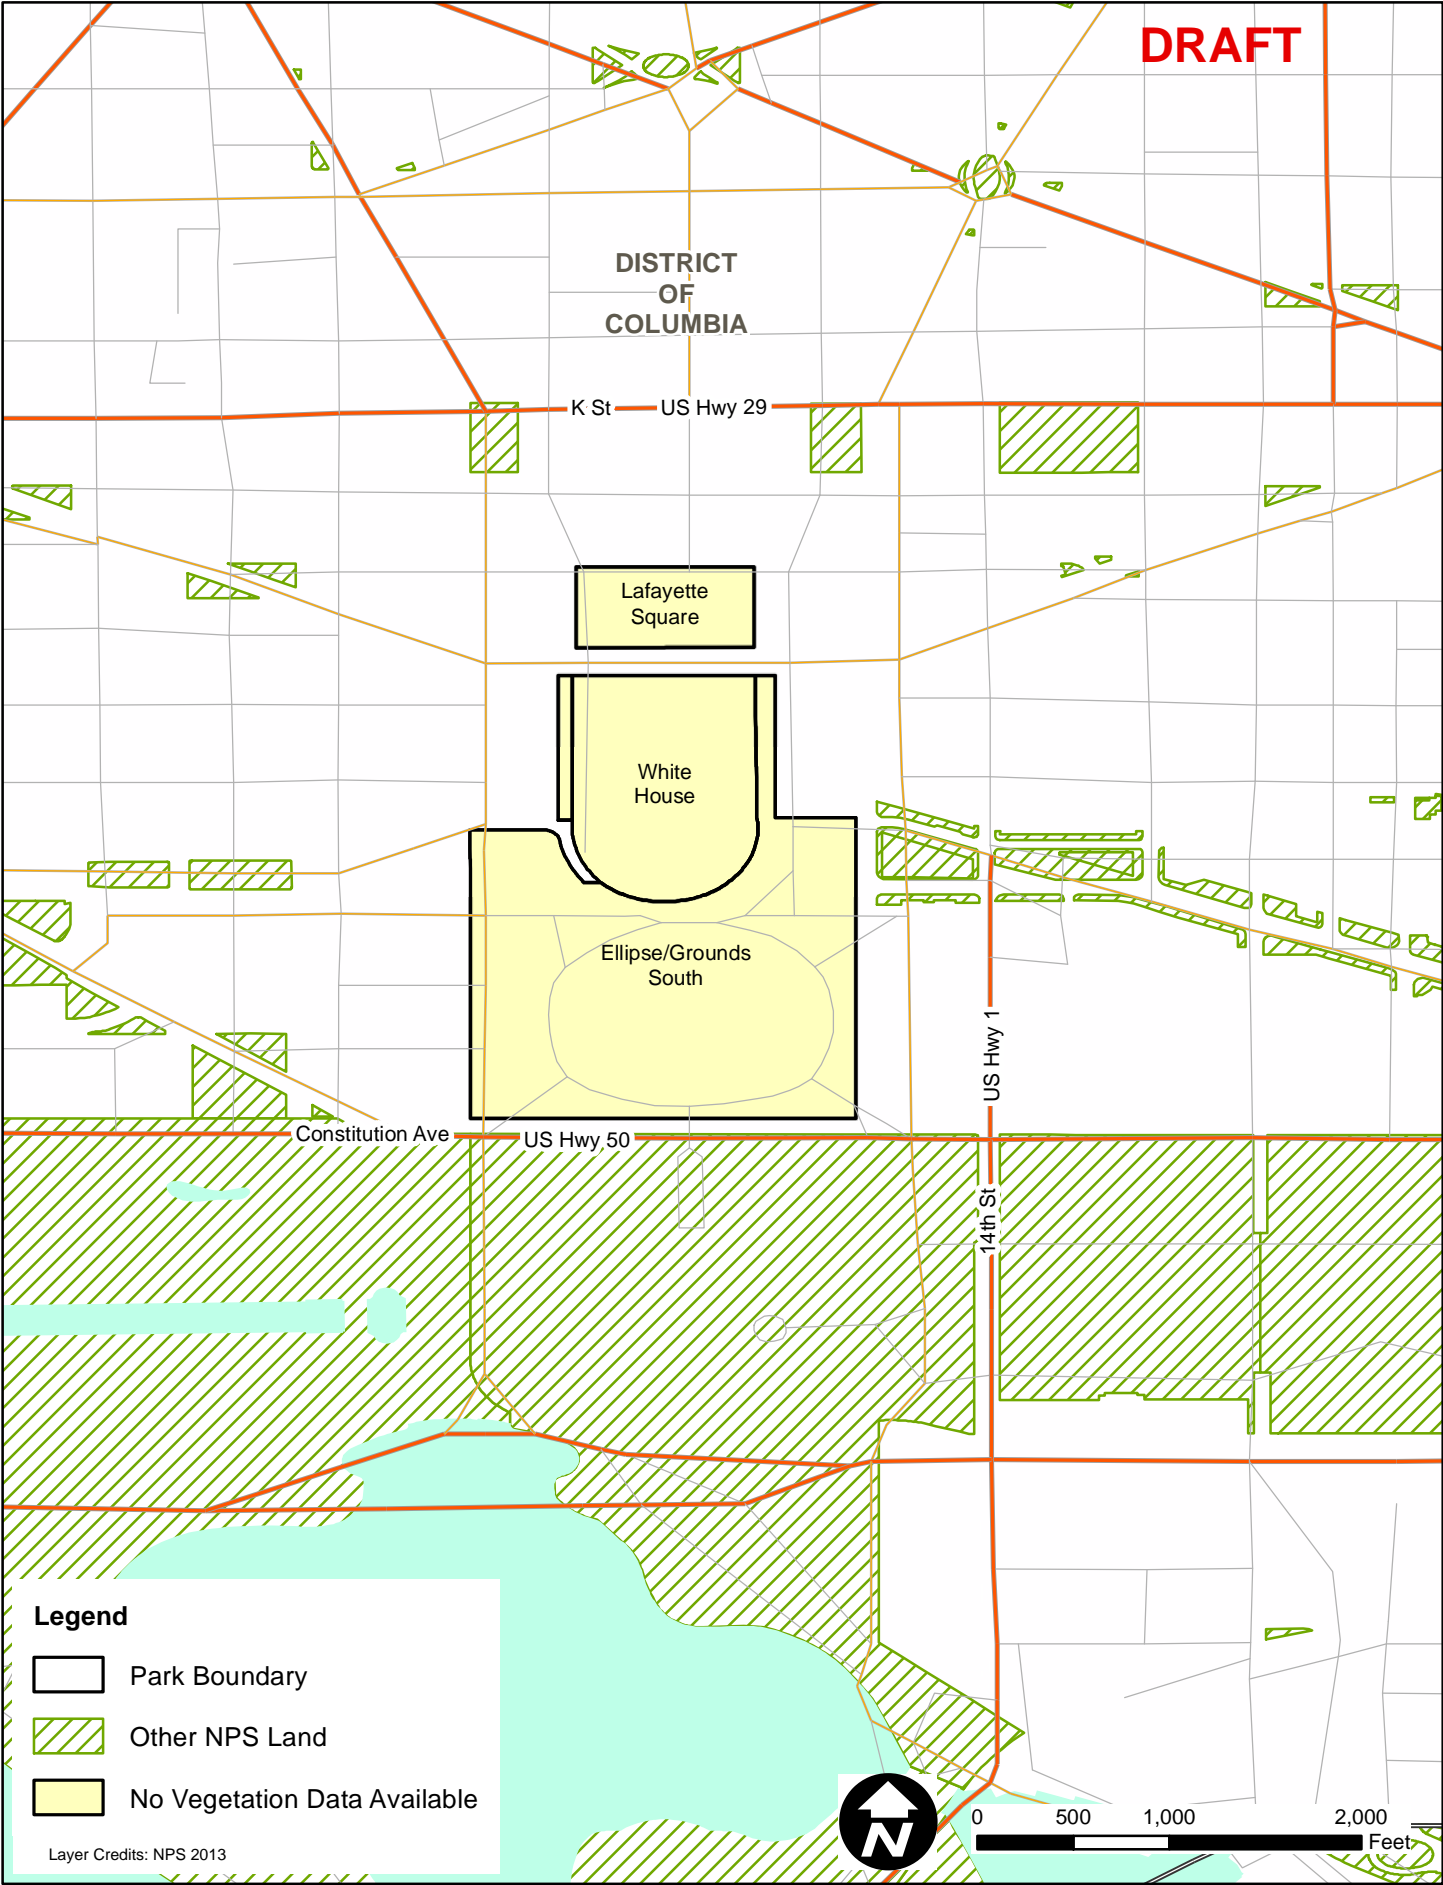 DRAFT
DISTRICT
OF
COLUMBIA
K St
US Hwy 29
Lafayette
Square
White
House
Ellipse/Grounds
South
US Hwy 1
Constitution Ave
US Hwy 50
14th St
Legend
Park Boundary
Other NPS Land
No Vegetation Data Available
Layer Credits: NPS 2013
N
0 500 1,000 2,000
Feet